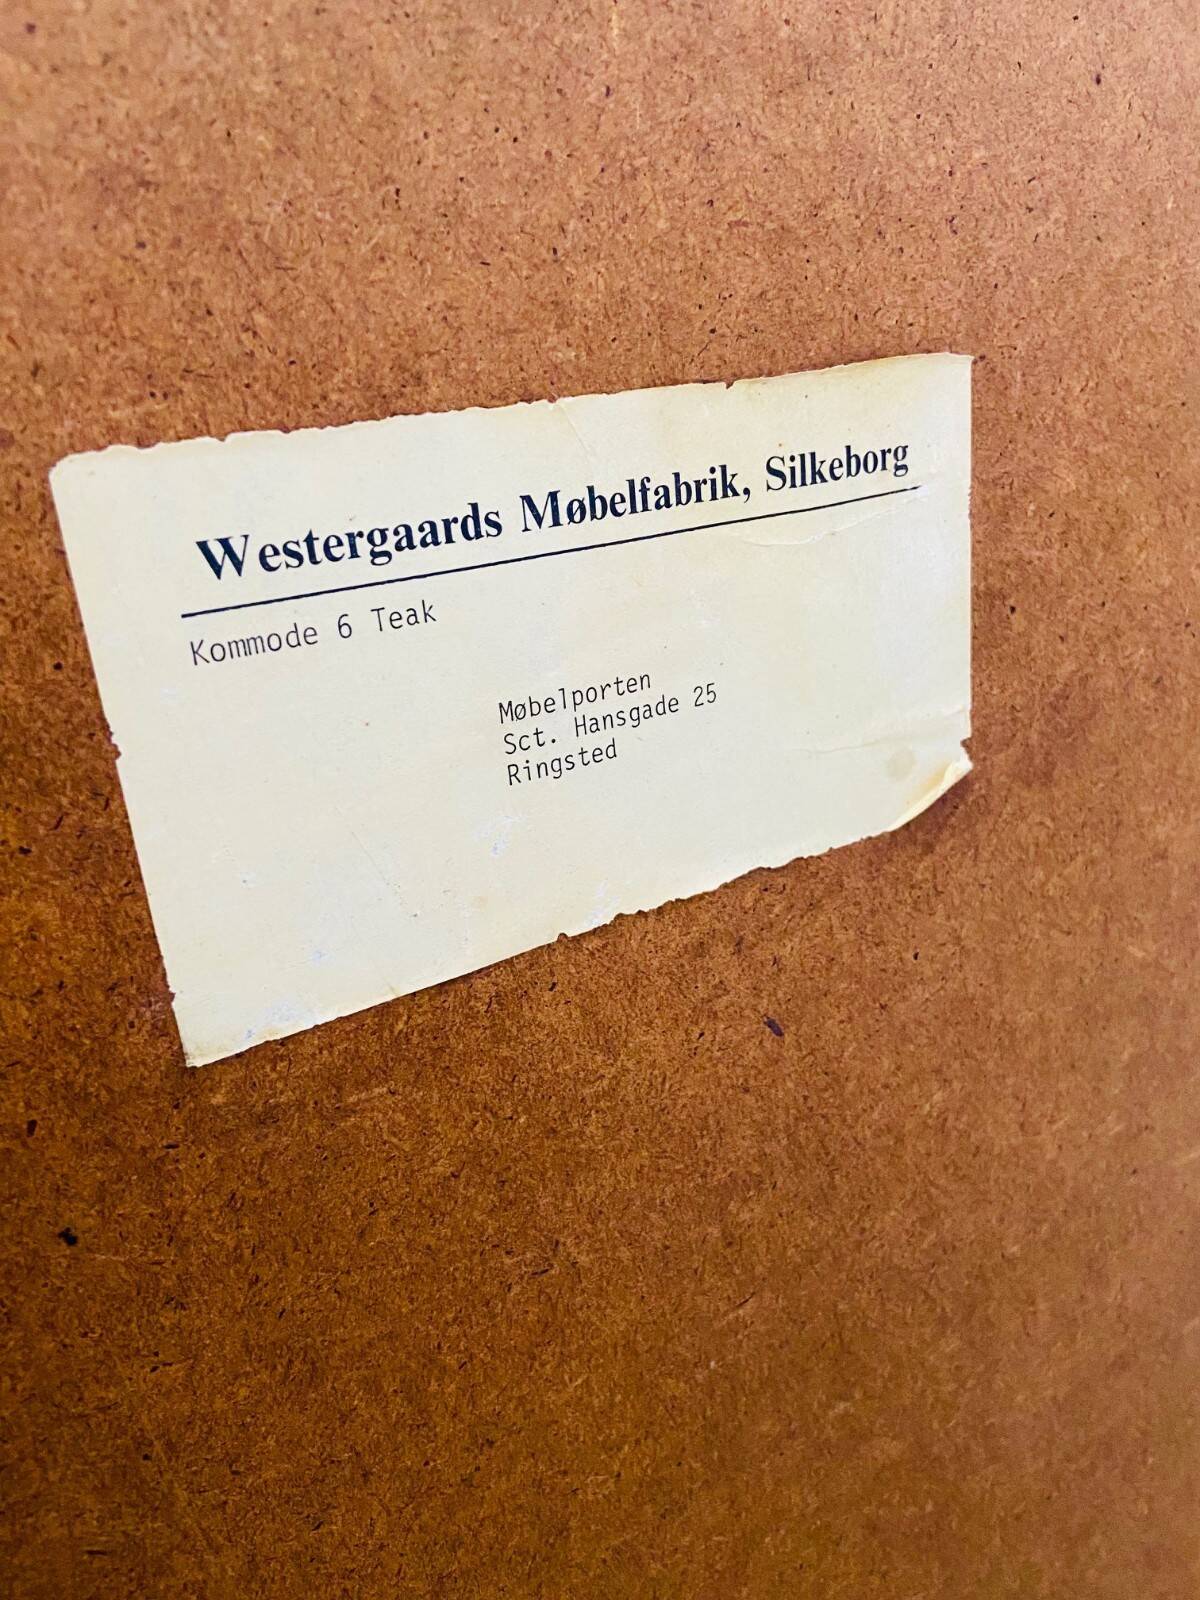 Westergaards Møbelfabrik, Silkeborg
Kommode 6 Teak
Møbelporten
Sct. Hansgade 25
Ringsted